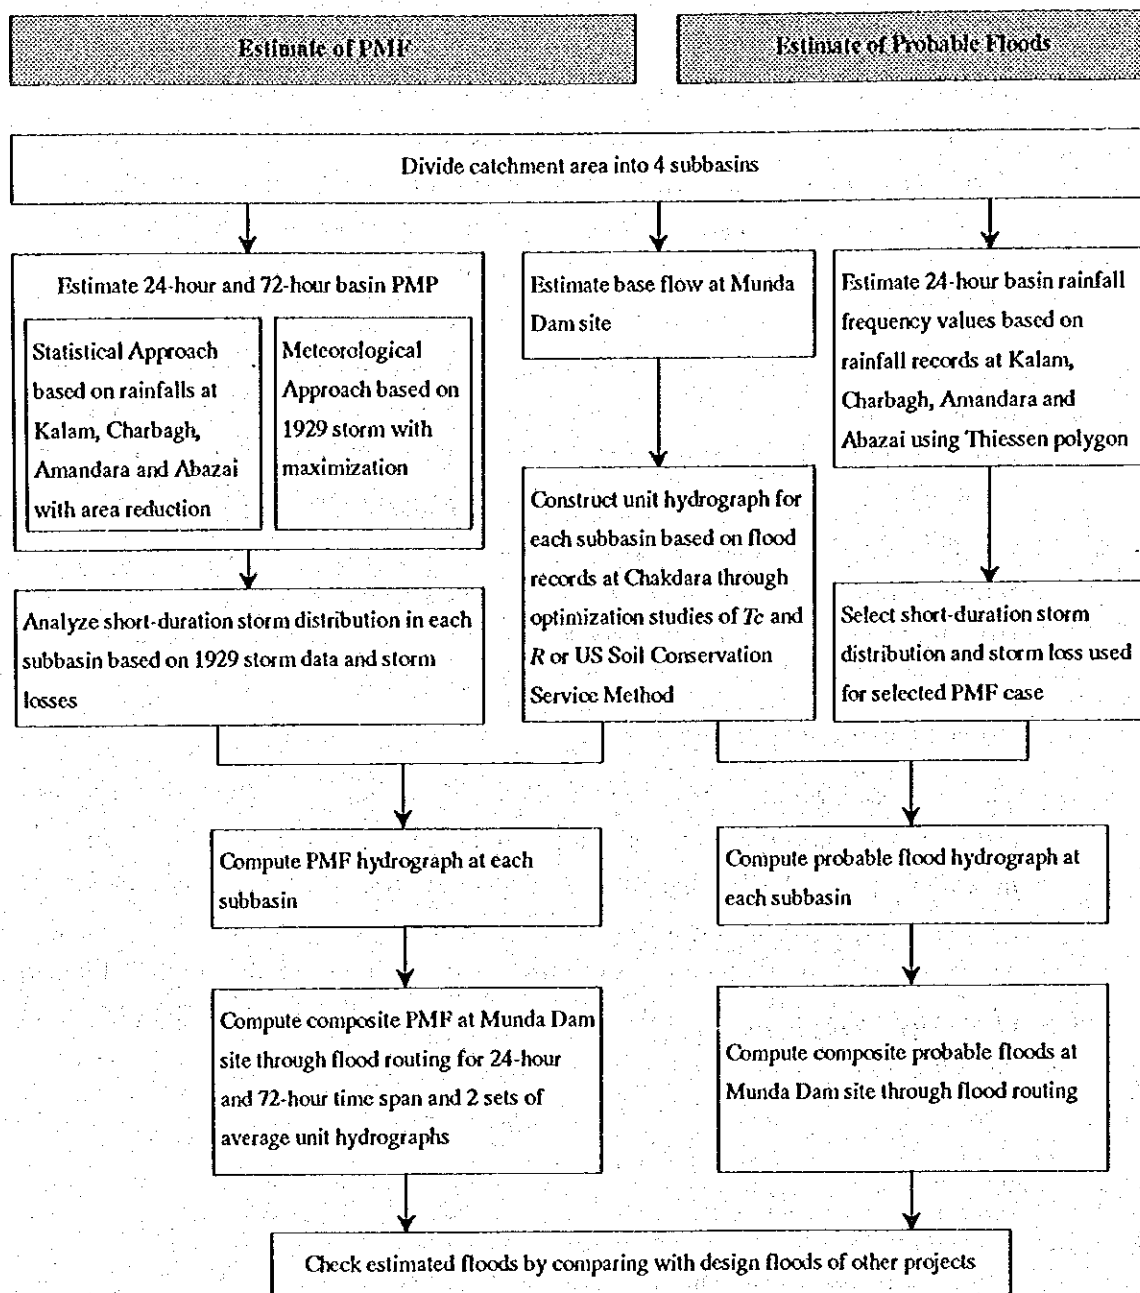 Estimate of PMF
Estimate of Probable Floods
Divide catchment area into 4 subbasins
Estimate 24-hour and 72-hour basin PMP
Statistical Approach
based on rainfalls at
Kalam, Charbagh,
Amandara and Abazai
with area reduction
Meteorological
Approach based on
1929 storm with
maximization
Estimate base flow at Munda
Dam site
Estimate 24-hour basin rainfall
frequency values based on
rainfall records at Kalam,
Charbagh, Amandara and
Abazai using Thiessen polygon
Analyze short-duration storm distribution in each
subbasin based on 1929 storm data and storm
losses
Construct unit hydrograph for
each subbasin based on flood
records at Chakdara through
optimization studies of Tc and
R or US Soil Conservation
Service Method
Select short-duration storm
distribution and storm loss used
for selected PMF case
Compute PMF hydrograph at each
subbasin
Compute probable flood hydrograph at
each subbasin
Compute composite PMF at Munda Dam
site through flood routing for 24-hour
and 72-hour time span and 2 sets of
average unit hydrographs
Compute composite probable floods at
Munda Dam site through flood routing
Check estimated floods by comparing with design floods of other projects